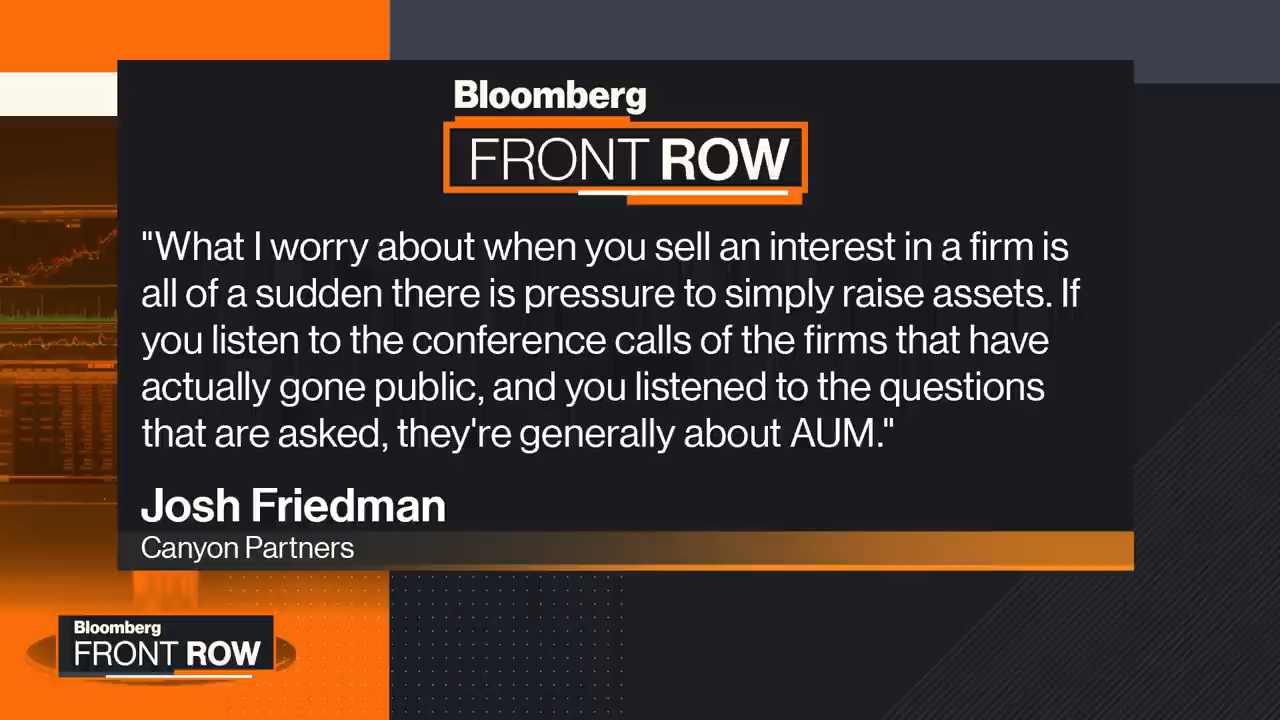 Bloomberg
FRONT ROW
"What I worry about when you sell an interest in a firm is
all of a sudden there is pressure to simply raise assets. If
you listen to the conference calls of the firms that have
actually gone public, and you listened to the questions
that are asked, they're generally about AUM."
Josh Friedman
Canyon Partners
Bloomberg
FRONT ROW